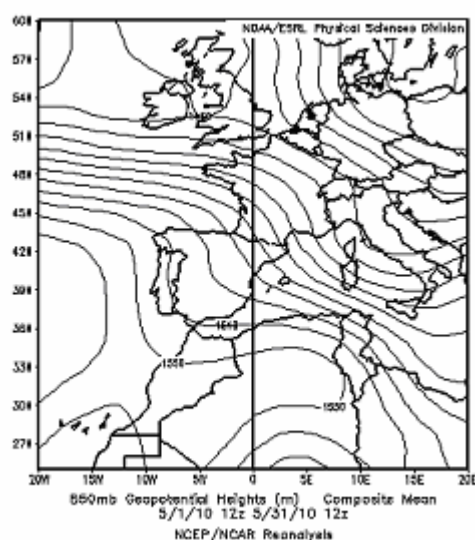 NOAA/ESRL Physical Sciences Division
60N
57N
54N
51N
48N
45N
42N
39N
36N
33N
30N
27N
1530
20W 15W 10W 5W 0 5E 10E 15E 20E
850mb Geopotential Heights (m) Composite Mean
5/1/10 12z 5/31/10 12z
NCEP/NCAR Reanalysis